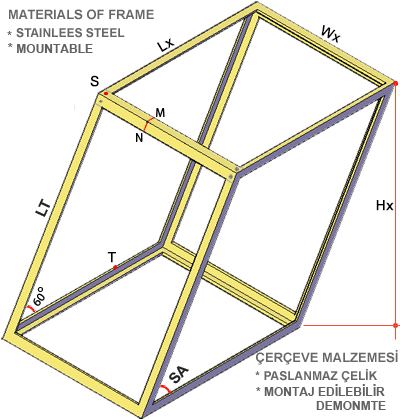 MATERIALS OF FRAME
* STAINLEES STEEL
* MOUNTABLE
Lx
Wx
S
M
N
LT
Hx
T
60°
SA
ÇERÇEVE MALZEMESİ
* PASLANMAZ ÇELİK
* MONTAJ EDİLEBİLİR
DEMONMTE